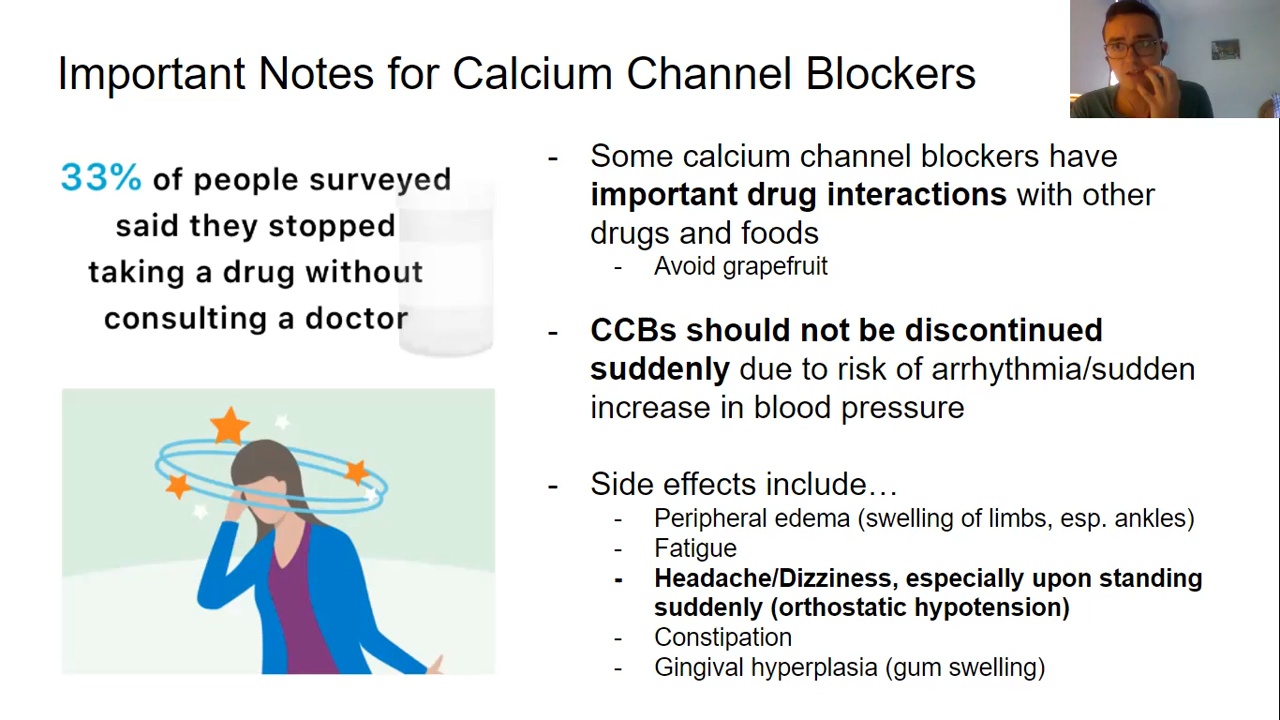 Important Notes for Calcium Channel Blockers
33% of people surveyed
said they stopped
taking a drug without
consulting a doctor
- Some calcium channel blockers have
important drug interactions with other
drugs and foods
- Avoid grapefruit
- CCBs should not be discontinued
suddenly due to risk of arrhythmia/sudden
increase in blood pressure
- Side effects include…
- Peripheral edema (swelling of limbs, esp. ankles)
- Fatigue
- Headache/Dizziness, especially upon standing
suddenly (orthostatic hypotension)
- Constipation
- Gingival hyperplasia (gum swelling)